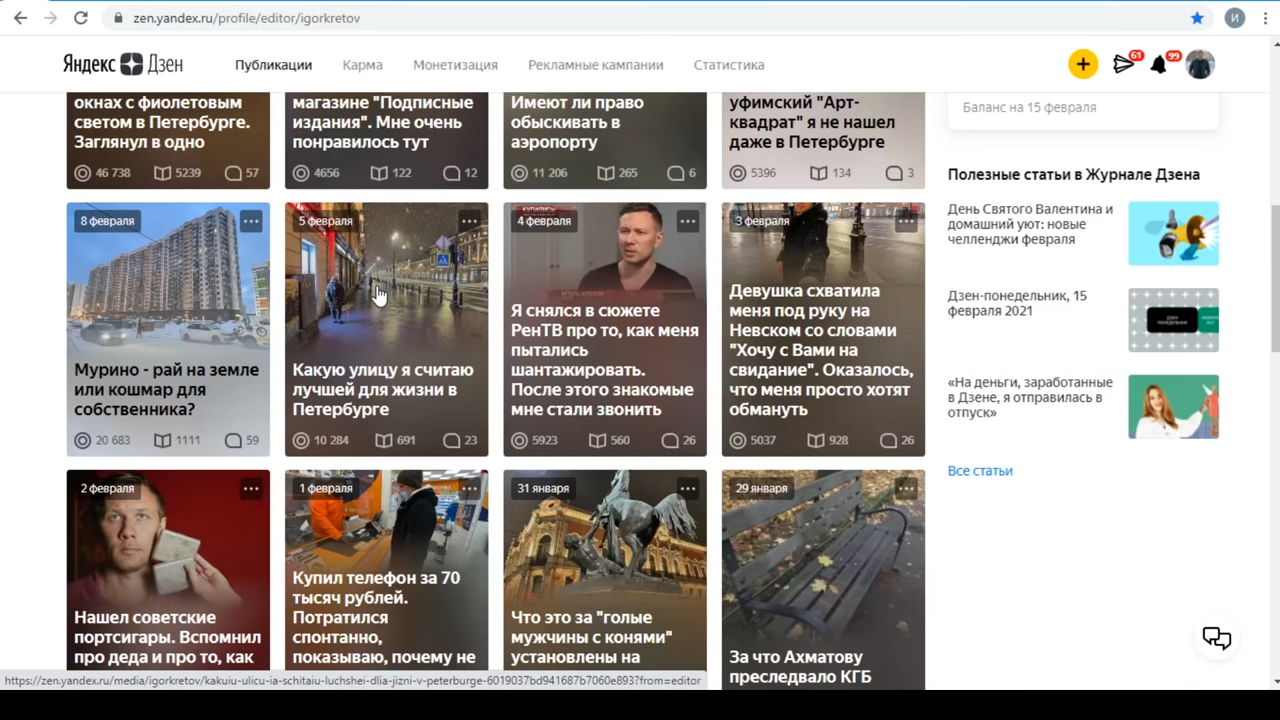 zen.yandex.ru/profile/editor/igorkretov
И
Яндекс Дзен
Публикации
Карма
Монетизация
Рекламные кампании
Статистика
61
99
окнах с фиолетовым
светом в Петербурге.
Заглянул в одно
46 738
5239
57
магазине "Подписные
издания". Мне очень
понравилось тут
4656
122
12
Имеют ли право
обыскивать в
аэропорту
11 206
265
6
уфимский "Арт-
квадрат" я не нашел
даже в Петербурге
5396
134
3
8 февраля
Мурино - рай на земле
или кошмар для
собственника?
20 683
1111
59
5 февраля
Какую улицу я считаю
лучшей для жизни в
Петербурге
10 284
691
23
4 февраля
Я снялся в сюжете
РенТВ про то, как меня
пытались
шантажировать.
После этого знакомые
мне стали звонить
5923
560
26
3 февраля
Девушка схватила
меня под руку на
Невском со словами
"Хочу с Вами на
свидание". Оказалось,
что меня просто хотят
обмануть
5037
928
26
2 февраля
Нашел советские
портсигары. Вспомнил
про деда и про то, как
1 февраля
Купил телефон за 70
тысяч рублей.
Потратился
спонтанно,
показываю, почему не
31 января
Что это за "голые
мужчины с конями"
установлены на
29 января
За что Ахматову
преследвало КГБ
Баланс на 15 февраля
Полезные статьи в Журнале Дзена
День Святого Валентина и
домашний уют: новые
челленджи февраля
Дзен-понедельник, 15
февраля 2021
«На деньги, заработанные
в Дзене, я отправилась в
отпуск»
Все статьи
https://zen.yandex.ru/media/igorkretov/kakuiu-ulicu-ia-schitaiu-luchshei-dlia-jizni-v-peterburge-6019037bd941687b7060e893?from=editor